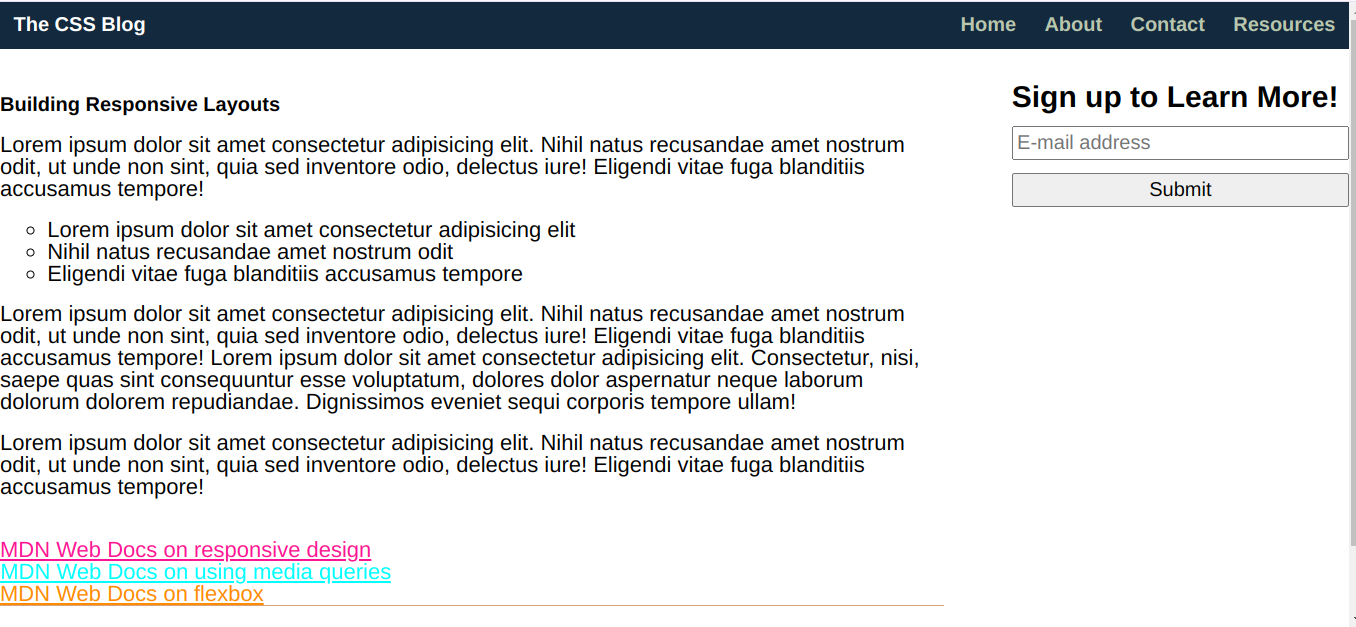 The CSS Blog
Home About Contact Resources
Building Responsive Layouts
Lorem ipsum dolor sit amet consectetur adipisicing elit. Nihil natus recusandae amet nostrum
odit, ut unde non sint, quia sed inventore odio, delectus iure! Eligendi vitae fuga blanditiis
accusamus tempore!
Lorem ipsum dolor sit amet consectetur adipisicing elit
Nihil natus recusandae amet nostrum odit
Eligendi vitae fuga blanditiis accusamus tempore
Lorem ipsum dolor sit amet consectetur adipisicing elit. Nihil natus recusandae amet nostrum
odit, ut unde non sint, quia sed inventore odio, delectus iure! Eligendi vitae fuga blanditiis
accusamus tempore! Lorem ipsum dolor sit amet consectetur adipisicing elit. Consectetur, nisi,
saepe quas sint consequuntur esse voluptatum, dolores dolor aspernatur neque laborum
dolorum dolorem repudiandae. Dignissimos eveniet sequi corporis tempore ullam!
Lorem ipsum dolor sit amet consectetur adipisicing elit. Nihil natus recusandae amet nostrum
odit, ut unde non sint, quia sed inventore odio, delectus iure! Eligendi vitae fuga blanditiis
accusamus tempore!
MDN Web Docs on responsive design
MDN Web Docs on using media queries
MDN Web Docs on flexbox
Sign up to Learn More!
E-mail address
Submit